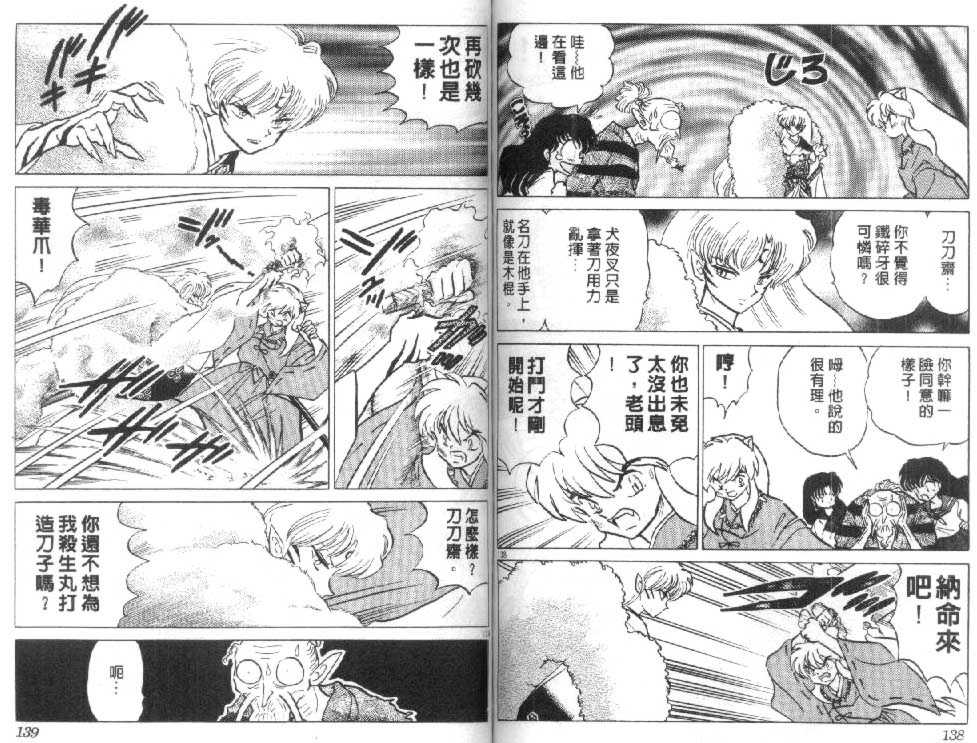 哇~他
在看這
邊！
じろ
刀刀齋…
你不覺得
鐵碎牙很
可憐嗎？
犬夜叉只是
拿著刀用力
亂揮…
名刀在他手上，
就像是木棍。
你幹嘛一
臉同意的
樣子！
呣~他說的
很有理。
哼！
你也未免
太沒出息
了，老頭
！
打鬥才剛
開始呢！
納命來
吧！
138
再砍幾
次也是
一樣！
毒華爪！
怎麼樣？
刀刀齋。
你還不想為
我殺生丸打
造刀子嗎？
呃…
139